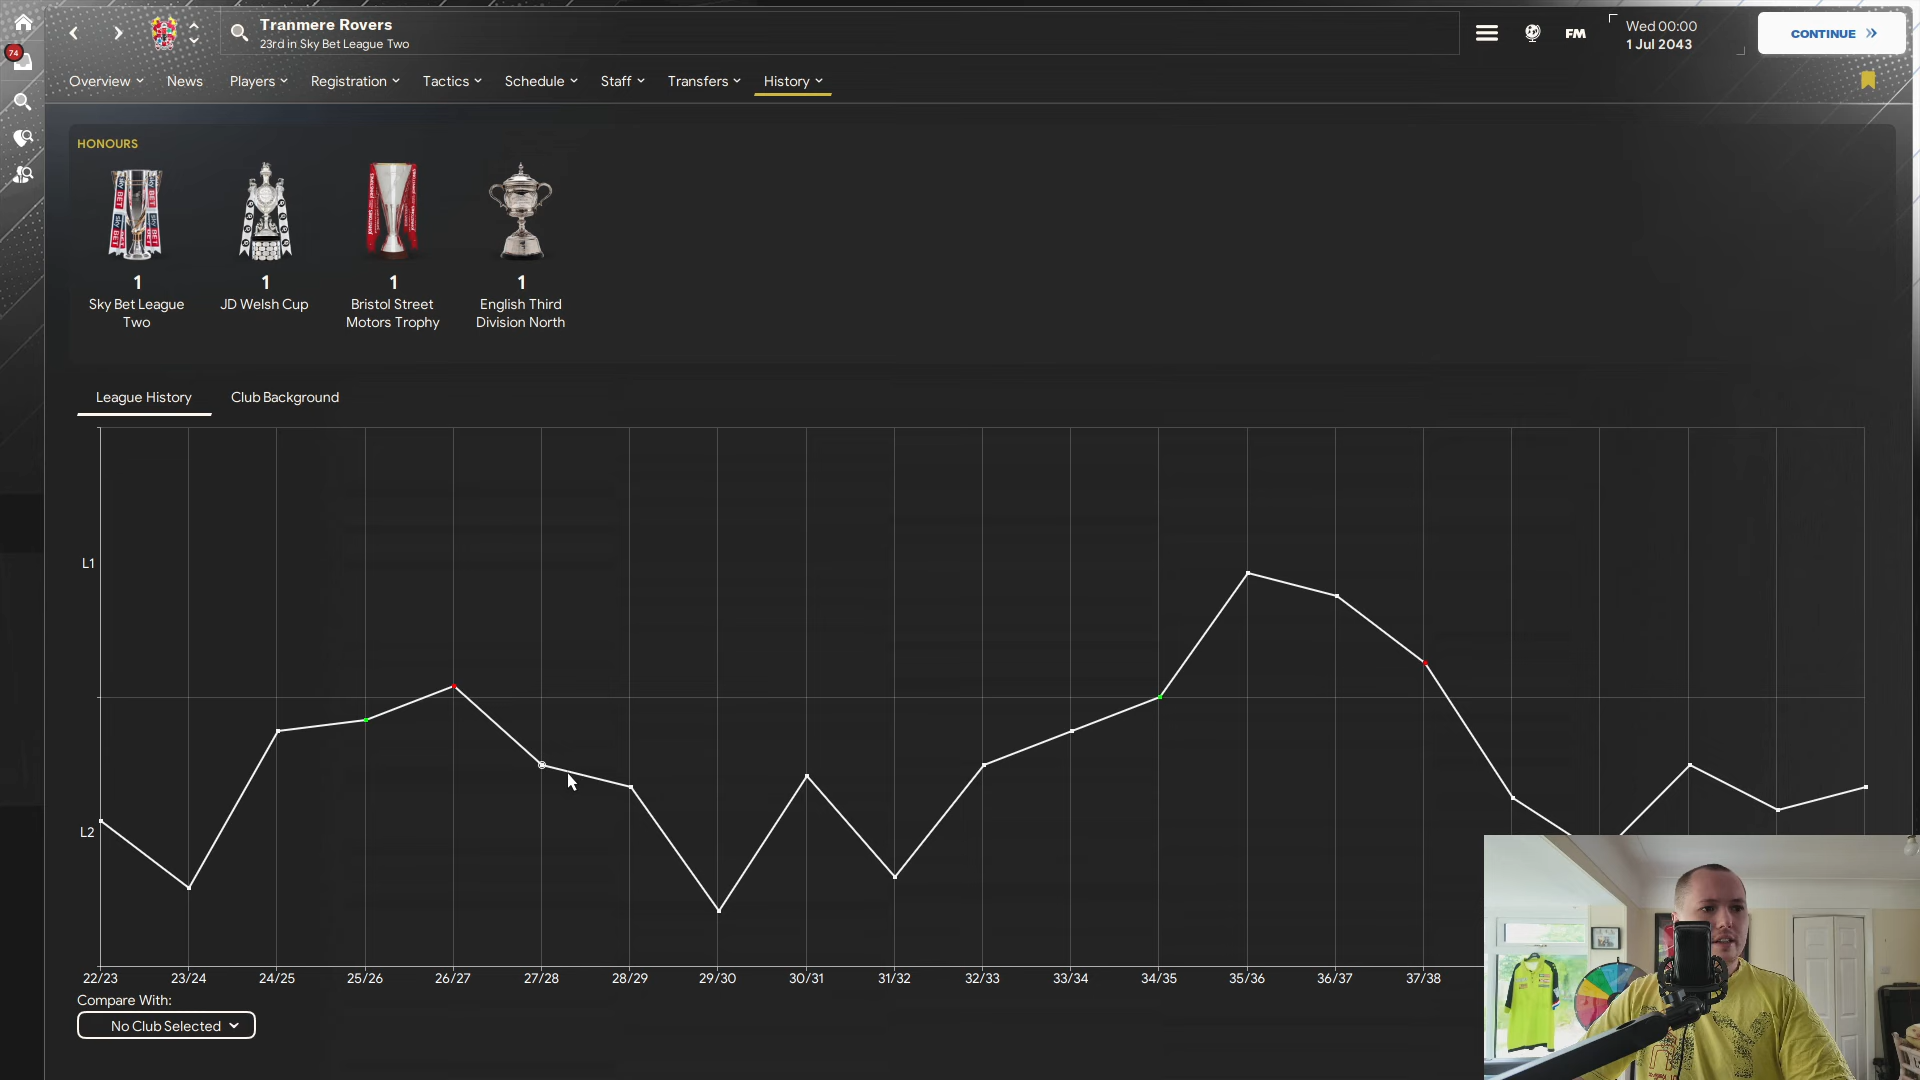 Tranmere Rovers
23rd in Sky Bet League Two
FM
Wed 00:00
1 Jul 2043
CONTINUE
74
Overview
News
Players
Registration
Tactics
Schedule
Staff
Transfers
History
HONOURS
1
Sky Bet League
Two
1
JD Welsh Cup
1
Bristol Street
Motors Trophy
1
English Third
Division North
League History
Club Background
L1
L2
22/23
23/24
24/25
25/26
26/27
27/28
28/29
29/30
30/31
31/32
32/33
33/34
34/35
35/36
36/37
37/38
Compare With:
No Club Selected